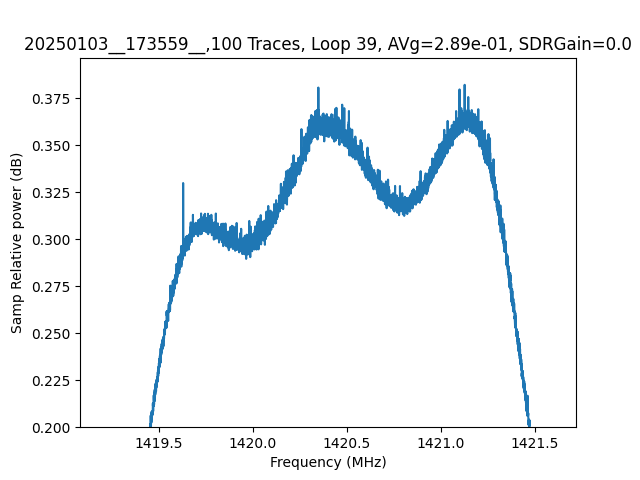 20250103__173559__,100 Traces, Loop 39, AVg=2.89e-01, SDRGain=0.0
0.375
0.350
0.325
0.300
0.275
0.250
0.225
0.200
Samp Relative power (dB)
1419.5 1420.0 1420.5 1421.0 1421.5
Frequency (MHz)